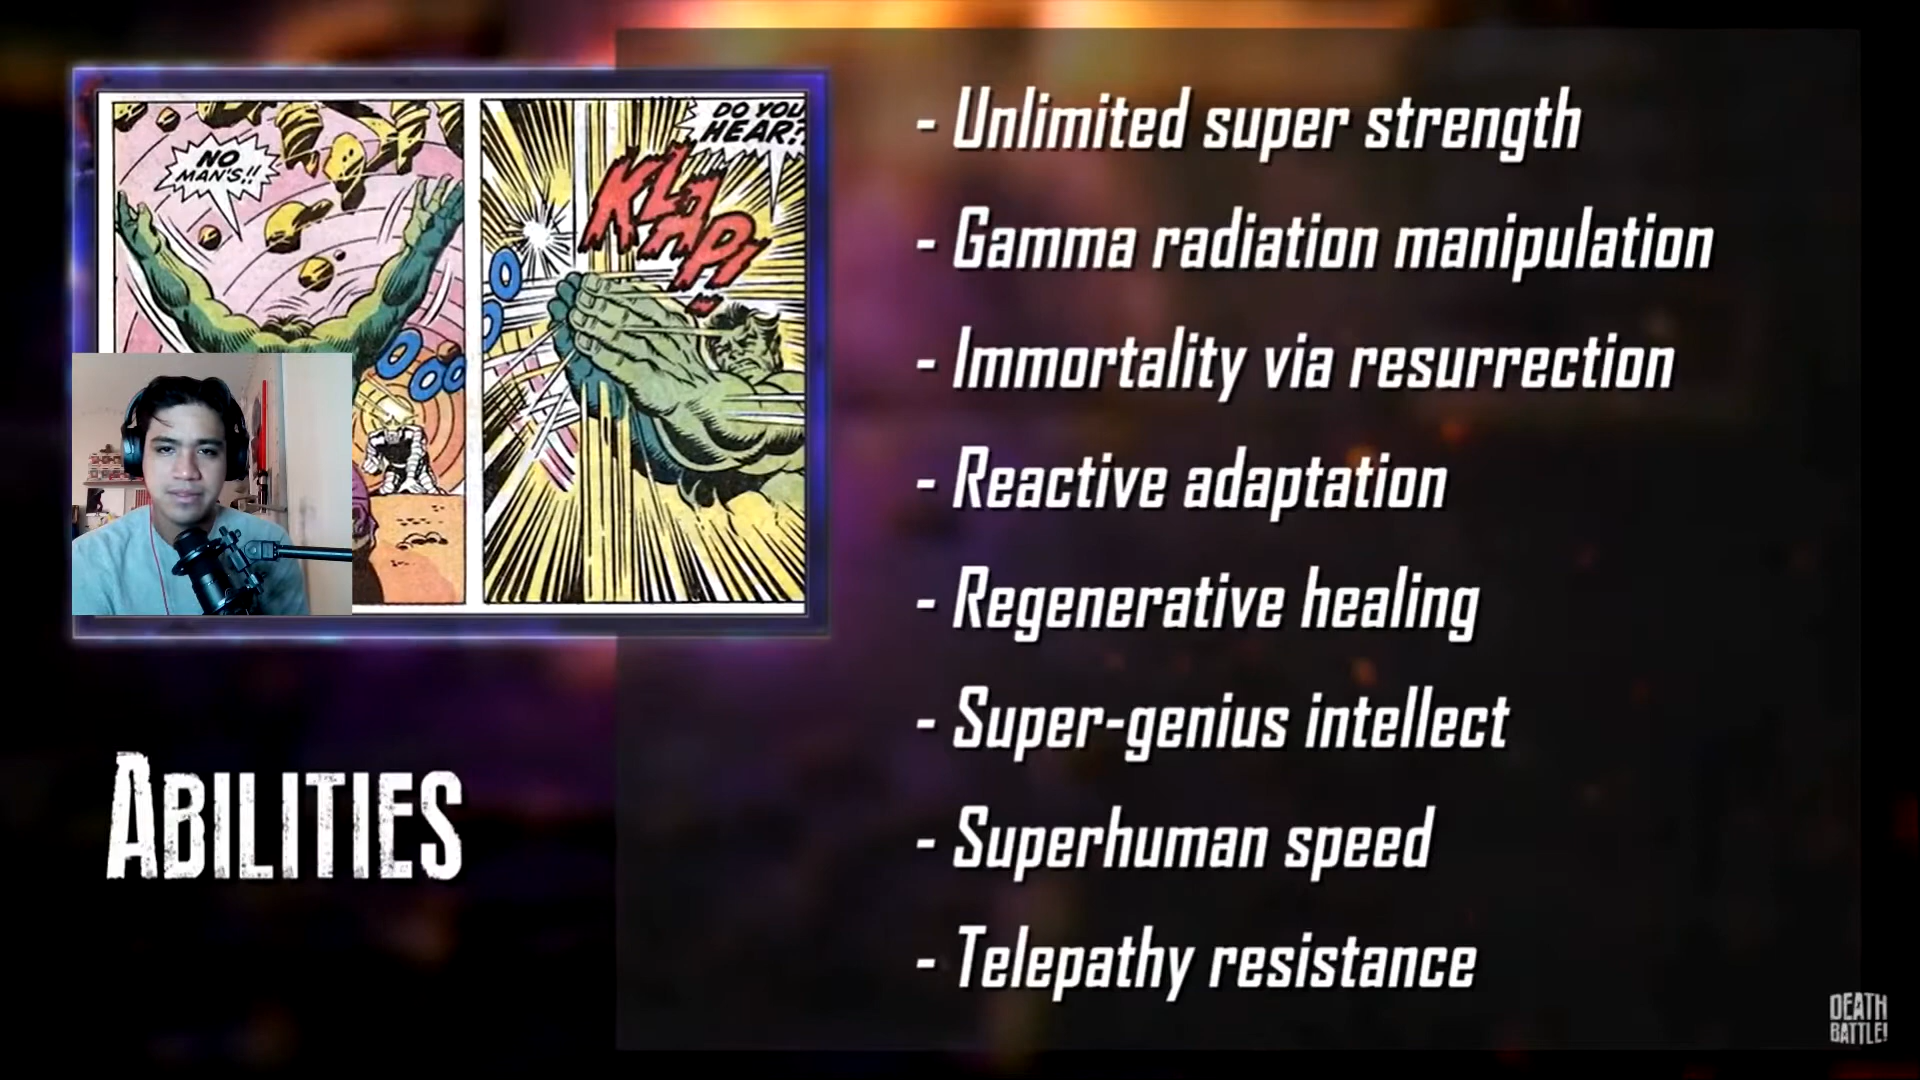 NO
MAN'S!!
DO YOU
HEAR?
KLAP!
ABILITIES
- Unlimited super strength
- Gamma radiation manipulation
- Immortality via resurrection
- Reactive adaptation
- Regenerative healing
- Super-genius intellect
- Superhuman speed
- Telepathy resistance
DEATH
BATTLE!